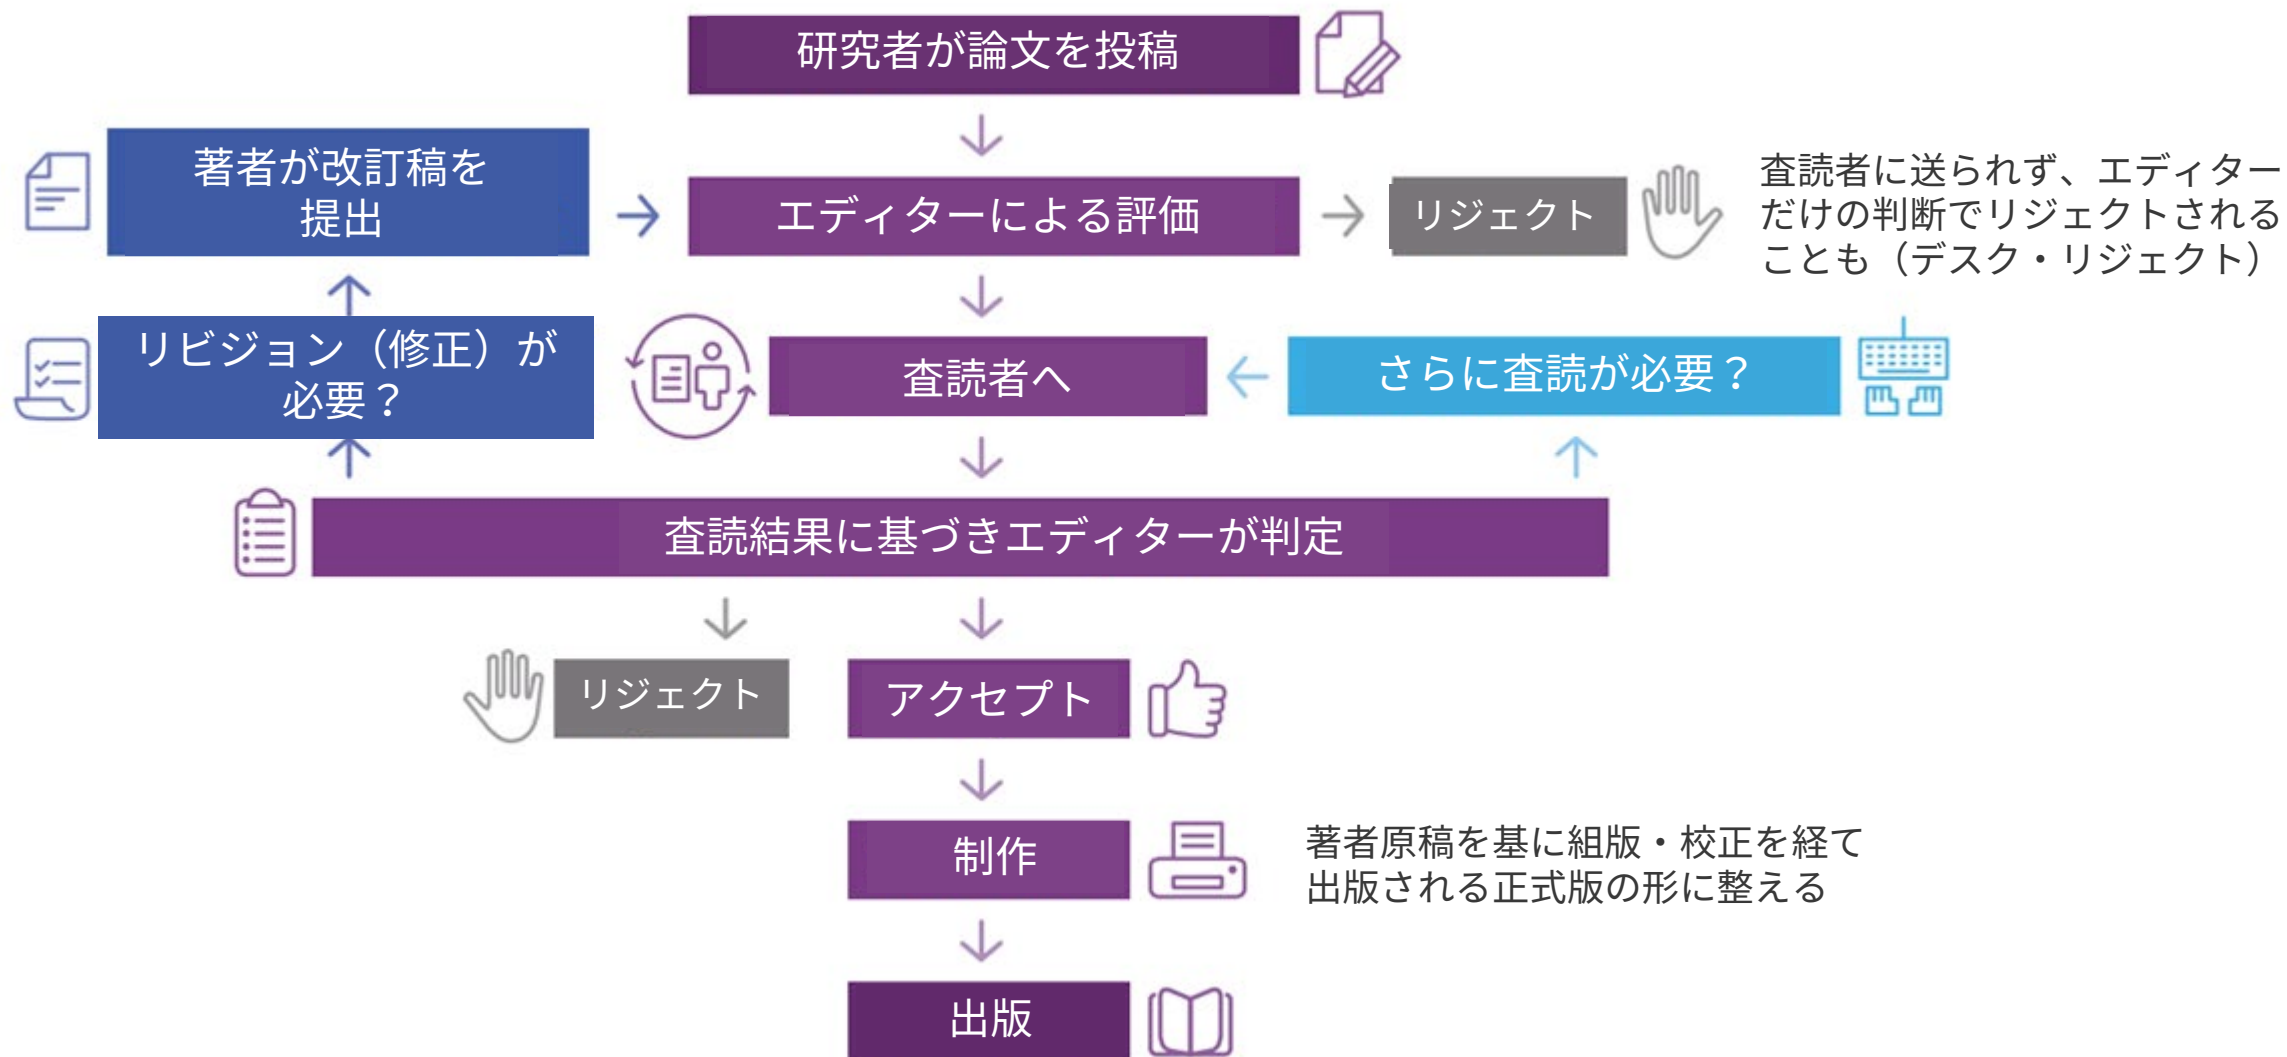 研究者が論文を投稿
著者が改訂稿を
提出
エディターによる評価
リジェクト
査読者に送られず、エディター
だけの判断でリジェクトされる
ことも（デスク・リジェクト）
リビジョン（修正）が
必要？
査読者へ
さらに査読が必要？
査読結果に基づきエディターが判定
リジェクト
アクセプト
制作
著者原稿を基に組版・校正を経て
出版される正式版の形に整える
出版